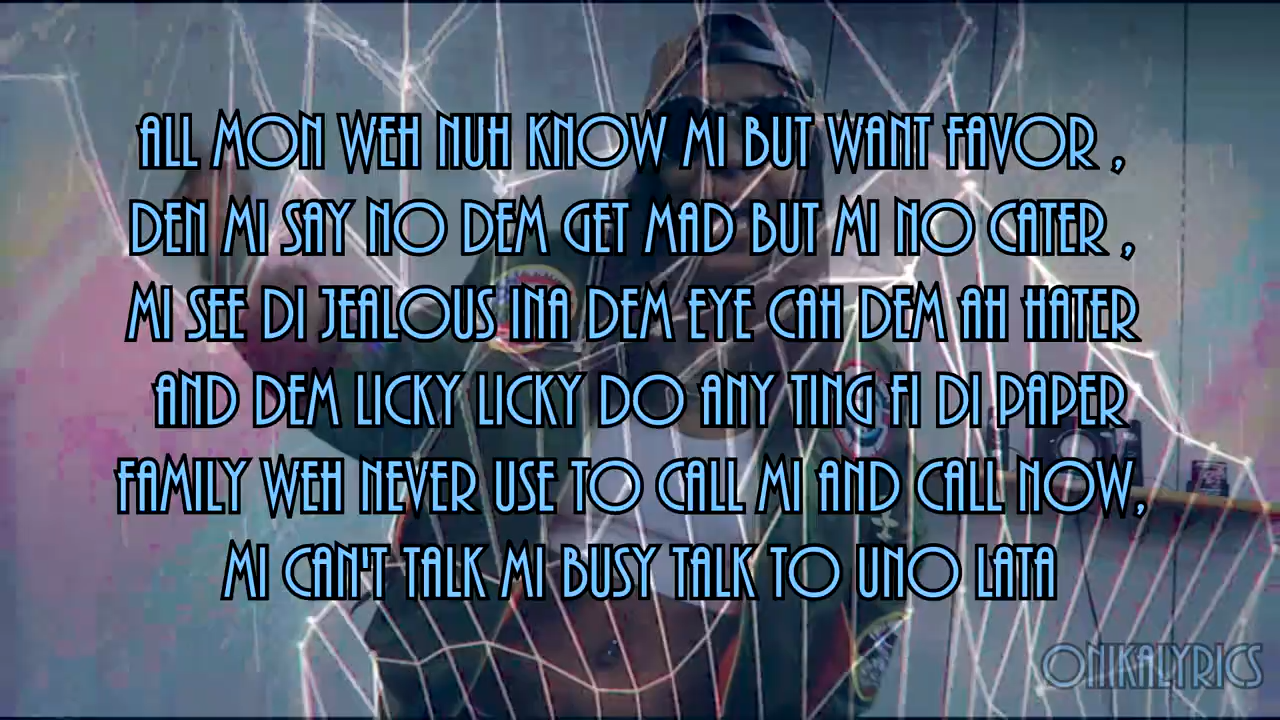 ALL MON WEH NUH KNOW MI BUT WANT FAVOR ,
DEN MI SAY NO DEM GET MAD BUT MI NO CATER ,
MI SEE DI JEALOUS INA DEM EYE CAH DEM AH HATER
AND DEM LICKY LICKY DO ANY TING FI DI PAPER
FAMILY WEH NEVER USE TO CALL MI AND CALL NOW,
MI CAN'T TALK MI BUSY TALK TO UNO LATA
ONIKALYRICS